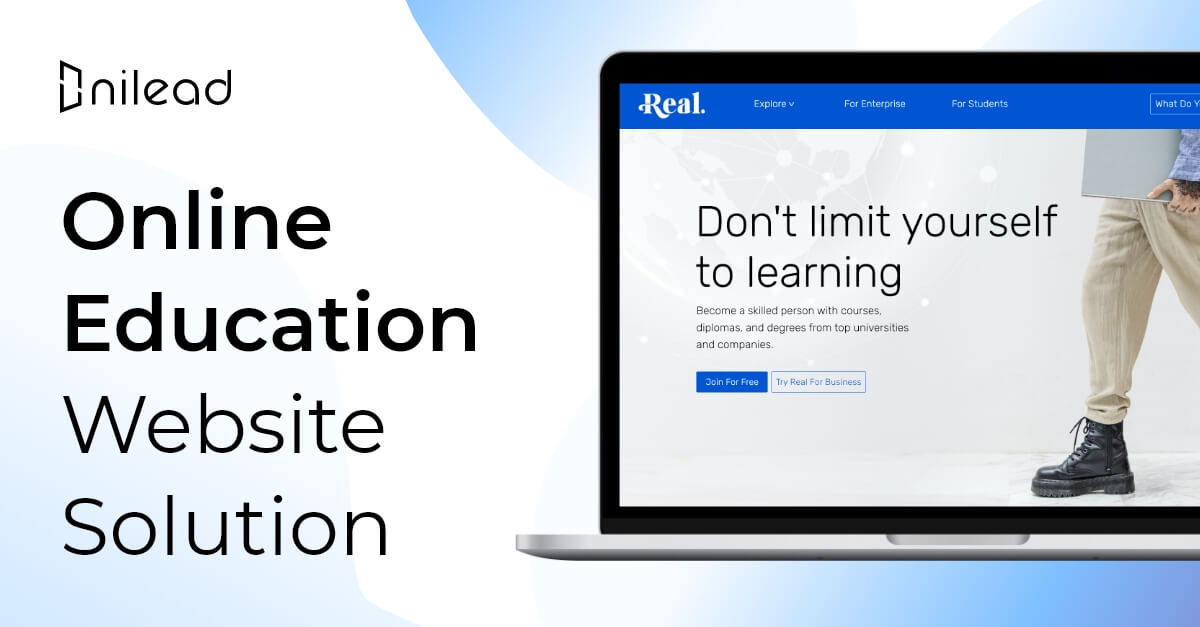 nilead
Online
Education
Website
Solution
Real.
Explore
For Enterprise
For Students
What Do
Don't limit yourself
to learning
Become a skilled person with courses,
diplomas, and degrees from top universities
and companies.
Join For Free
Try Real For Business